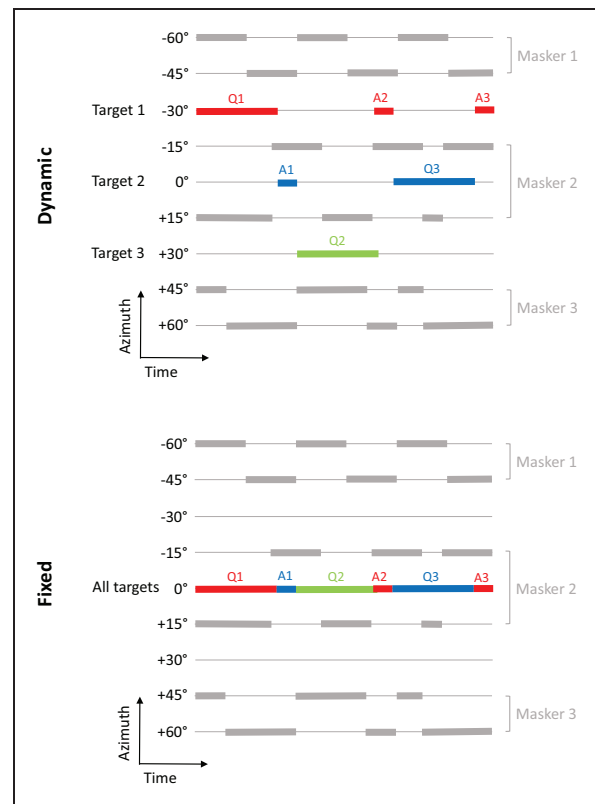 -60°
Masker 1
-45°
Q1 A2 A3
Target 1 -30°
-15°
A1 Q3
Target 2 0° Masker 2
+15°
Q2
Target 3 +30°
+45°
Masker 3
+60°
Azimuth
Time
Dynamic
-60°
Masker 1
-45°
-30°
-15°
Q1 A1 Q2 A2 Q3 A3
All targets 0° Masker 2
+15°
+30°
+45°
Masker 3
+60°
Azimuth
Time
Fixed